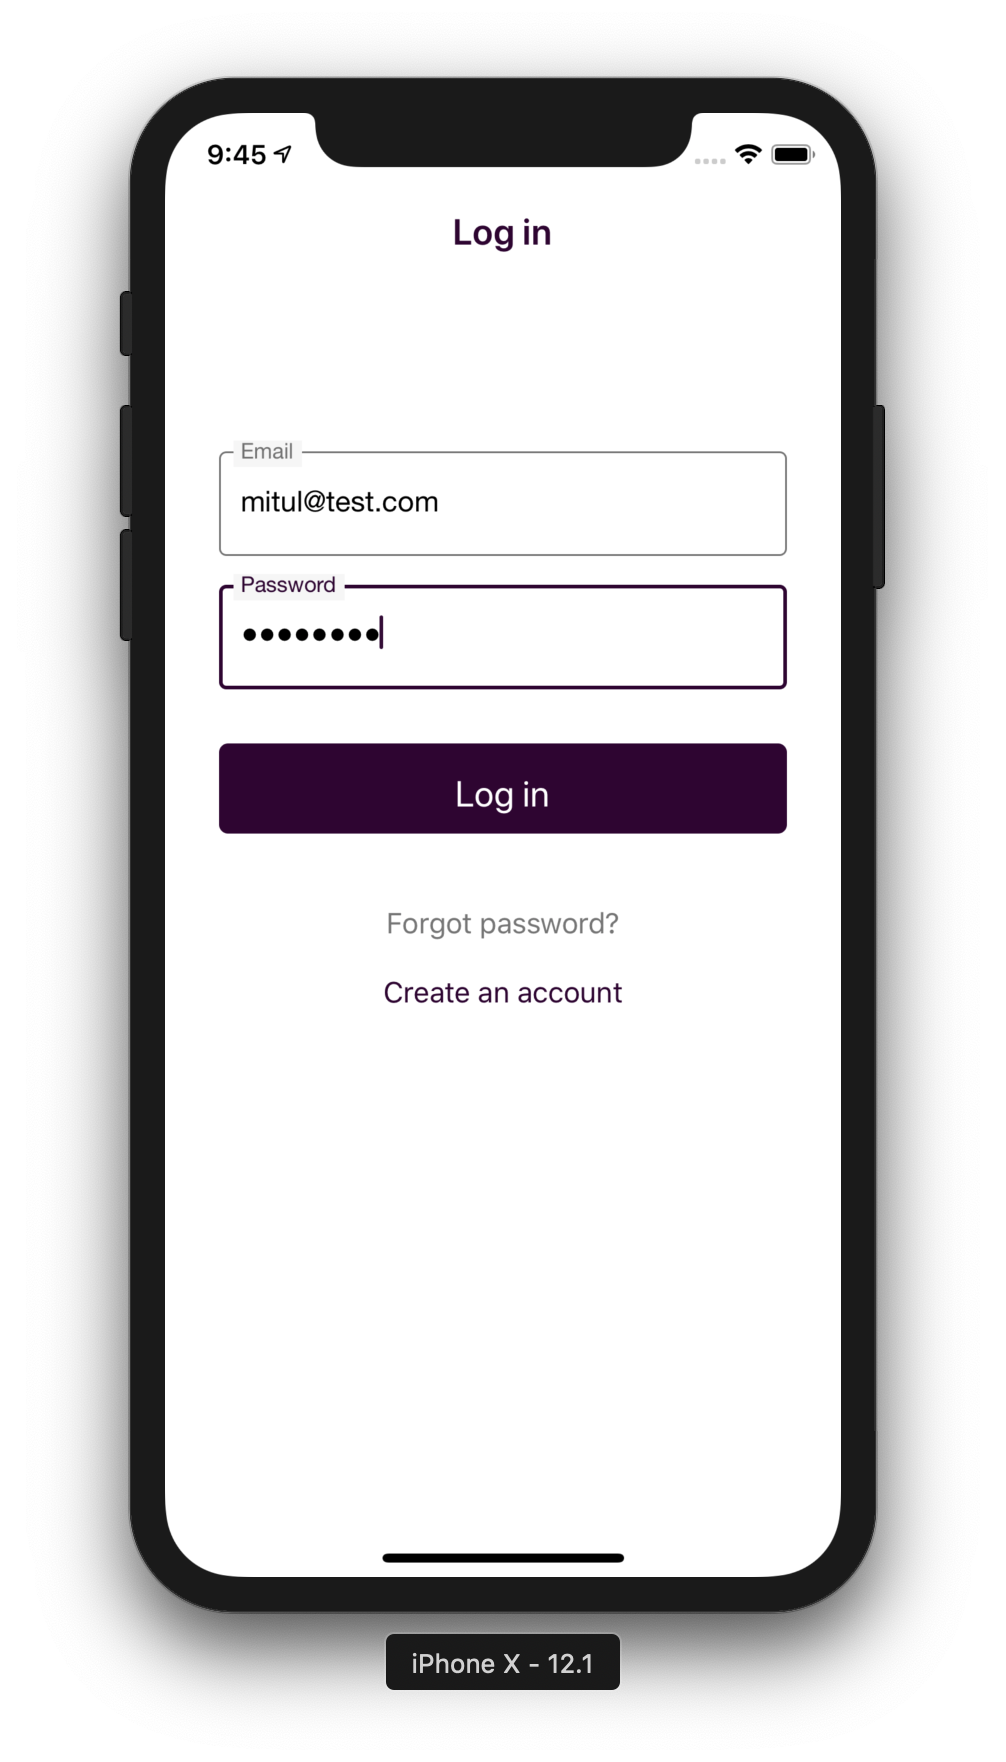 9:45
Log in
Email
mitul@test.com
Password
••••••••
Log in
Forgot password?
Create an account
iPhone X - 12.1